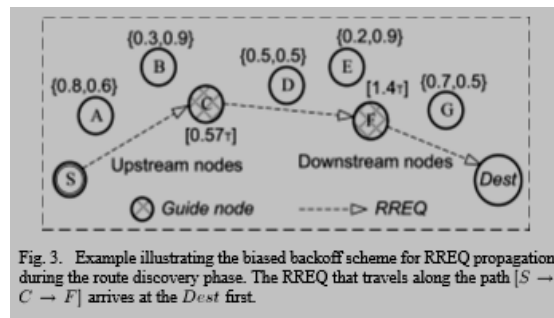 {0.2,0.9}
{0.3,0.9}
{0.5,0.5}
E
B
[1.4τ]
{0.7,0.5}
{0.8,0.6}
D
C
A
F
G
[0.57τ]
Upstream nodes
Downstream nodes
S
Dest
Guide node
RREQ
Fig. 3. Example illustrating the biased backoff scheme for RREQ propagation
during the route discovery phase. The RREQ that travels along the path [S →
C → F] arrives at the Dest first.